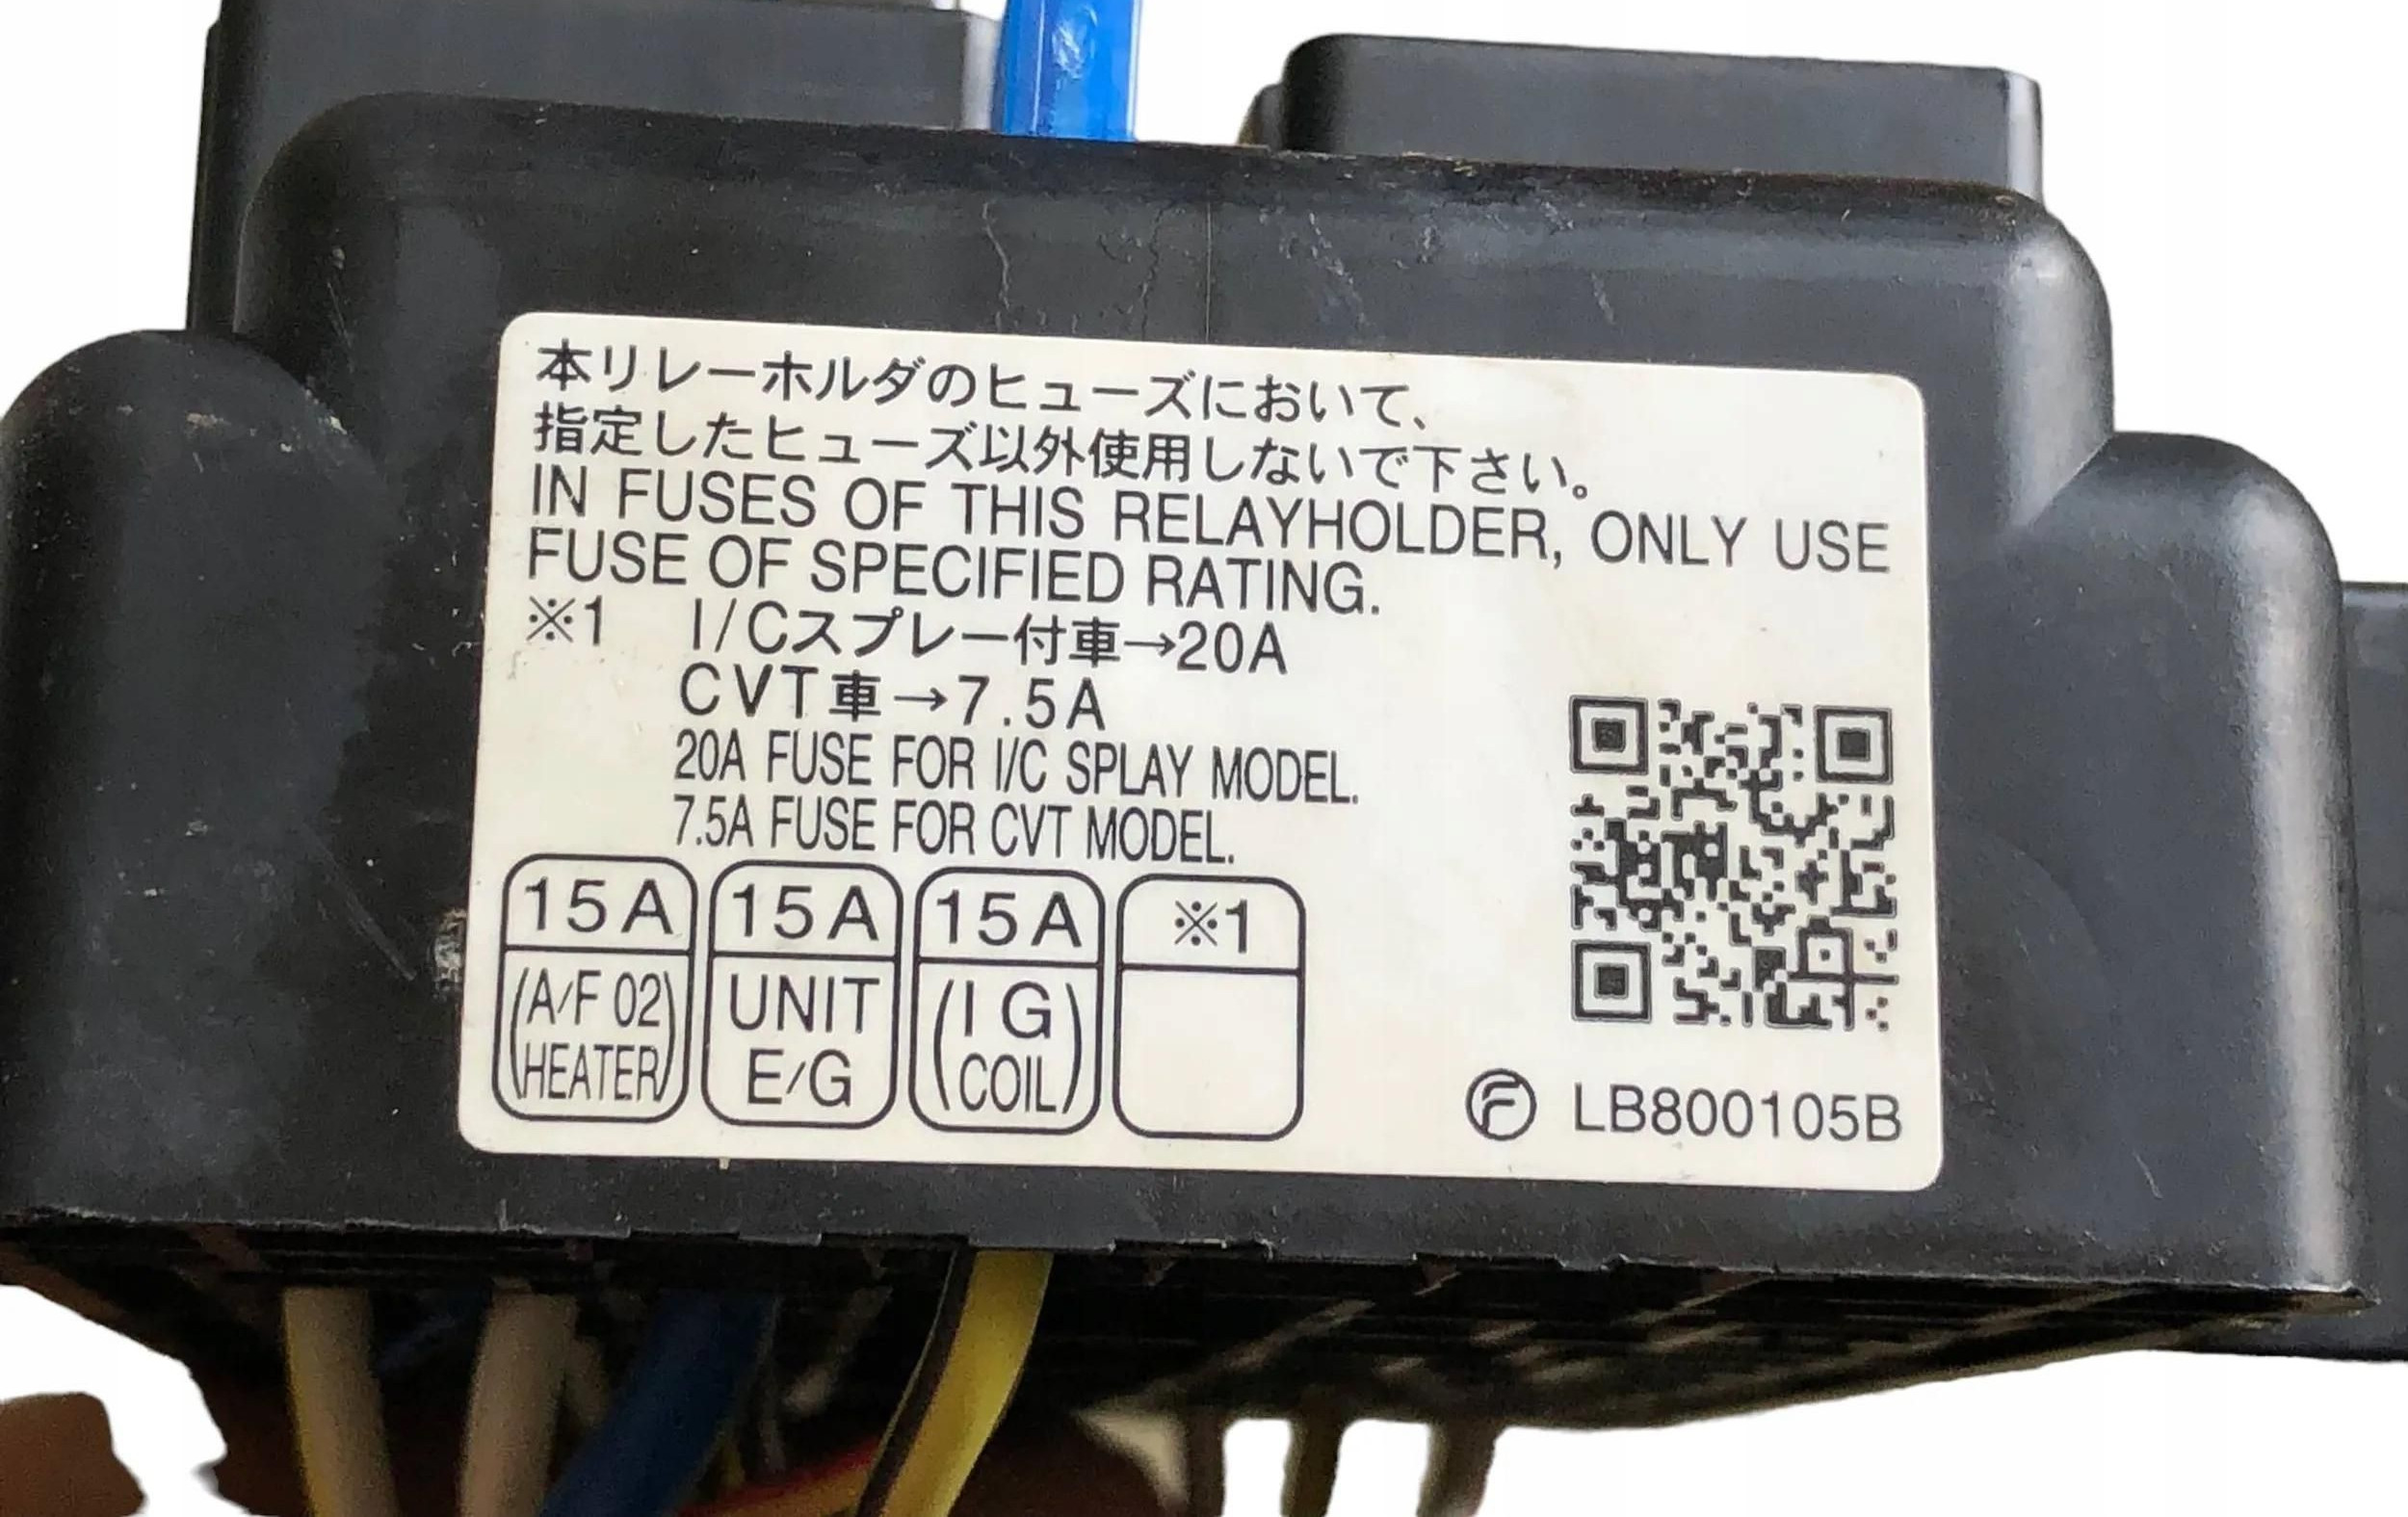 本リレーホルダのヒューズにおいて、
指定したヒューズ以外使用しないで下さい。
IN FUSES OF THIS RELAYHOLDER, ONLY USE
FUSE OF SPECIFIED RATING.
※1 I/Cスプレー付車→20A
CVT車→7.5A
20A FUSE FOR I/C SPLAY MODEL.
7.5A FUSE FOR CVT MODEL.
15A 15A 15A ※1
(A/F O2 HEATER) UNIT E/G (IG COIL)
F LB800105B